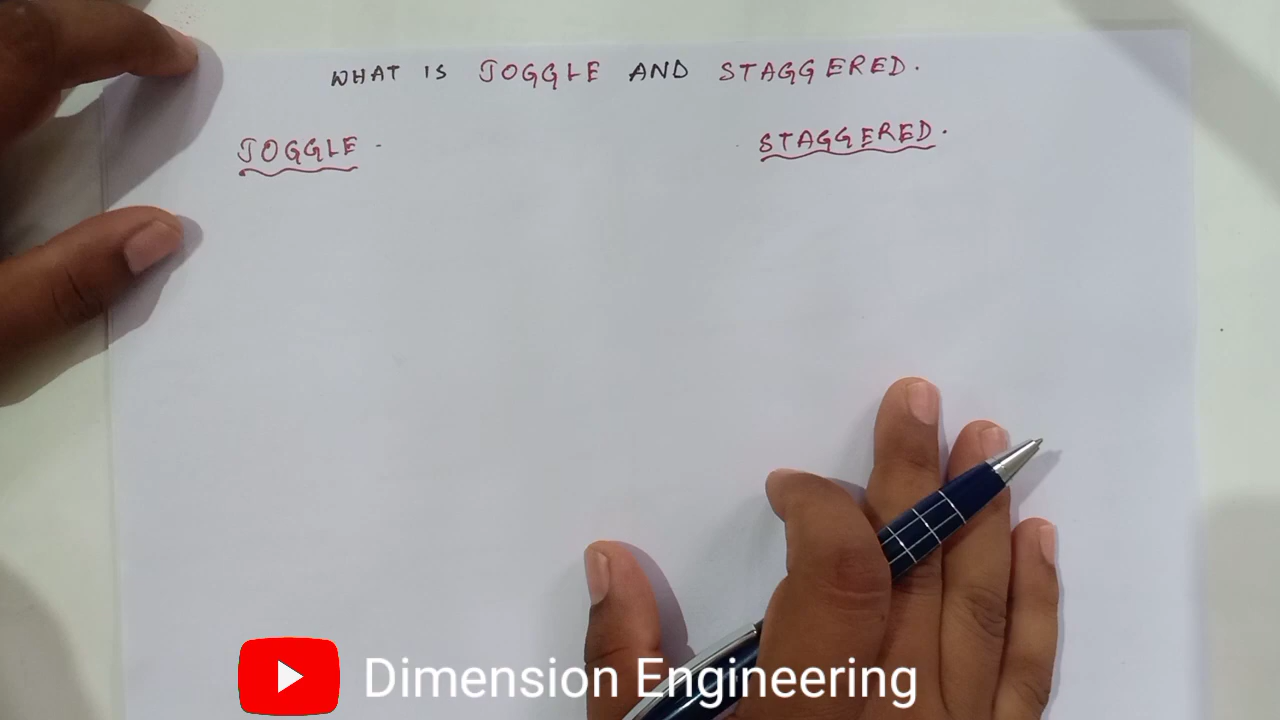 WHAT IS JOGGLE AND STAGGERED.
JOGGLE -
STAGGERED.
Dimension Engineering